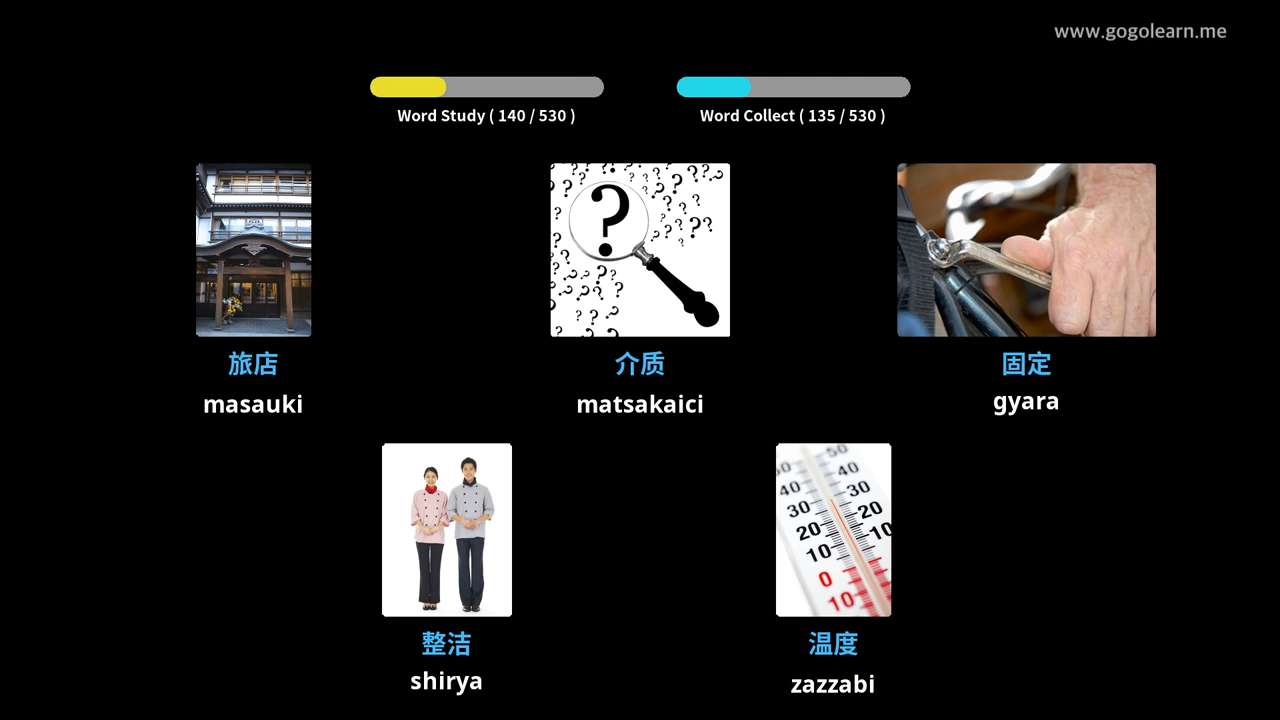 www.gogolearn.me
Word Study ( 140 / 530 )
Word Collect ( 135 / 530 )
旅店
masauki
介质
matsakaici
固定
gyara
整洁
shirya
温度
zazzabi